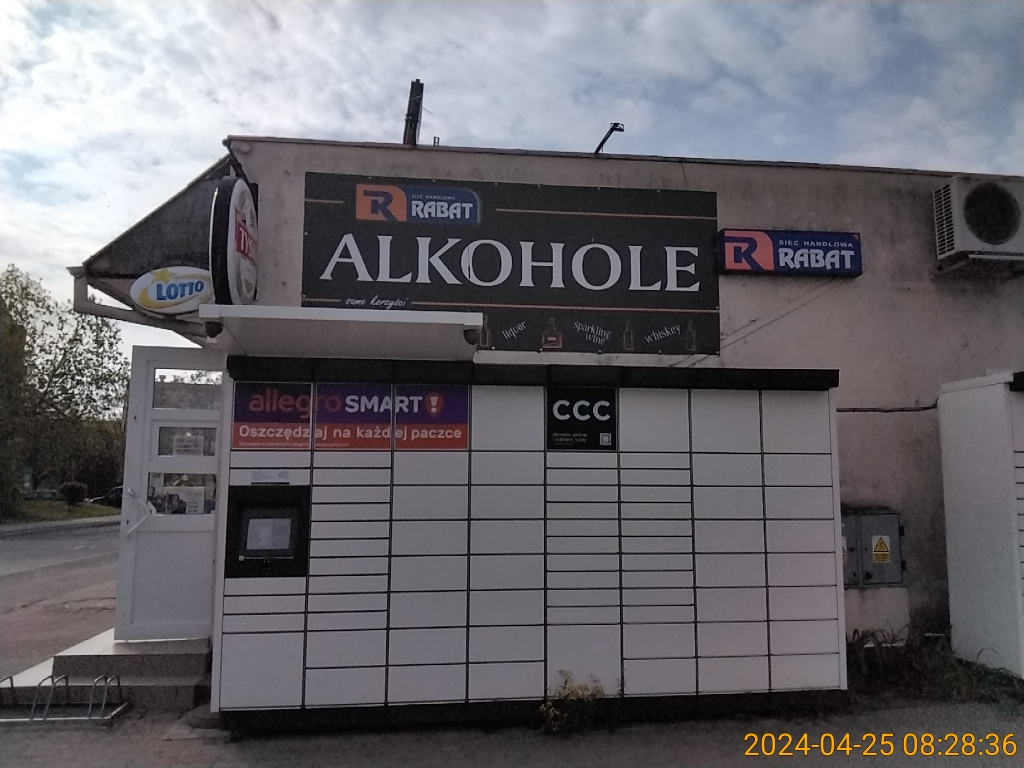 SIEĆ HANDLOWA
RABAT
ALKOHOLE
samo korzyści
liquor
sparkling wine
whiskey
SIEĆ HANDLOWA
RABAT
LOTTO
allegro SMART!
Oszczędzaj na każdej paczce
CCC
2024-04-25 08:28:36